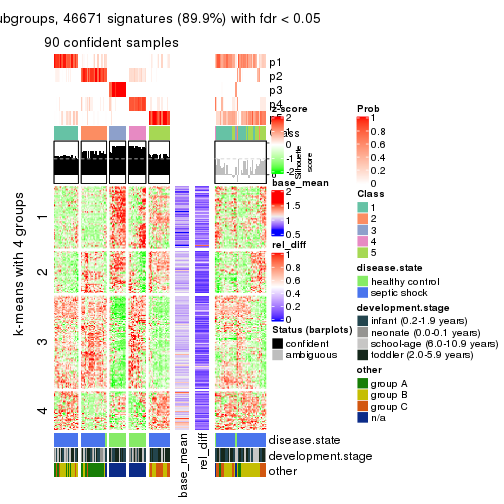 ubgroups, 46671 signatures (89.9%) with fdr < 0.05
90 confident samples
p1
p2
p3
p4
z-score
2
1
0
-1
-2
Silhouette
score
base_mean
2
1.5
1
0.5
rel_diff
1
0.8
0.6
0.4
0.2
0
Status (barplots)
confident
ambiguous
Prob
1
0.8
0.6
0.4
0.2
0
Class
1
2
3
4
5
disease.state
healthy control
septic shock
development.stage
infant (0.2-1.9 years)
neonate (0.0-0.1 years)
school-age (6.0-10.9 years)
toddler (2.0-5.9 years)
other
group A
group B
group C
n/a
k-means with 4 groups
1
2
3
4
base_mean
rel_diff
disease.state
development.stage
other